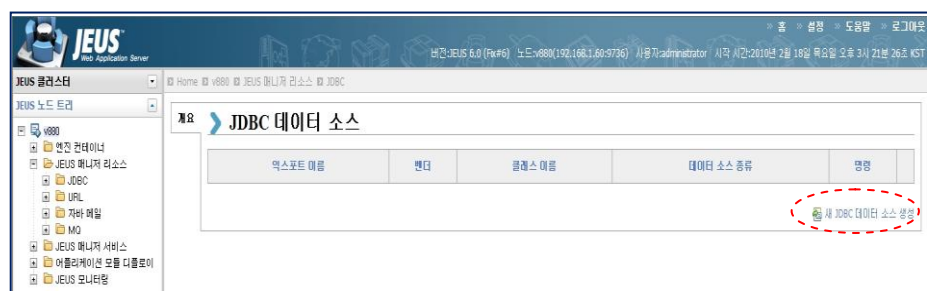 » 홈 » 설정 » 도움말 » 로그아웃
JEUS
Web Application Server
버전:JEUS 6.0 (Fix#6) 노드:v880(192.168.1.60:9736) 사용자:administrator 시작 시간:2010년 2월 18일 목요일 오후 3시 21분 26초 KST
JEUS 클러스터
Home v880 JEUS 매니저 리소스 JDBC
JEUS 노드 트리
개요
JDBC 데이터 소스
v880
엔진 컨테이너
JEUS 매니저 리소스
JDBC
URL
자바 메일
MQ
JEUS 매니저 서비스
어플리케이션 모듈 디플로이
JEUS 모니터링
익스포트 이름 벤더 클래스 이름 데이터 소스 종류 명령
새 JDBC 데이터 소스 생성